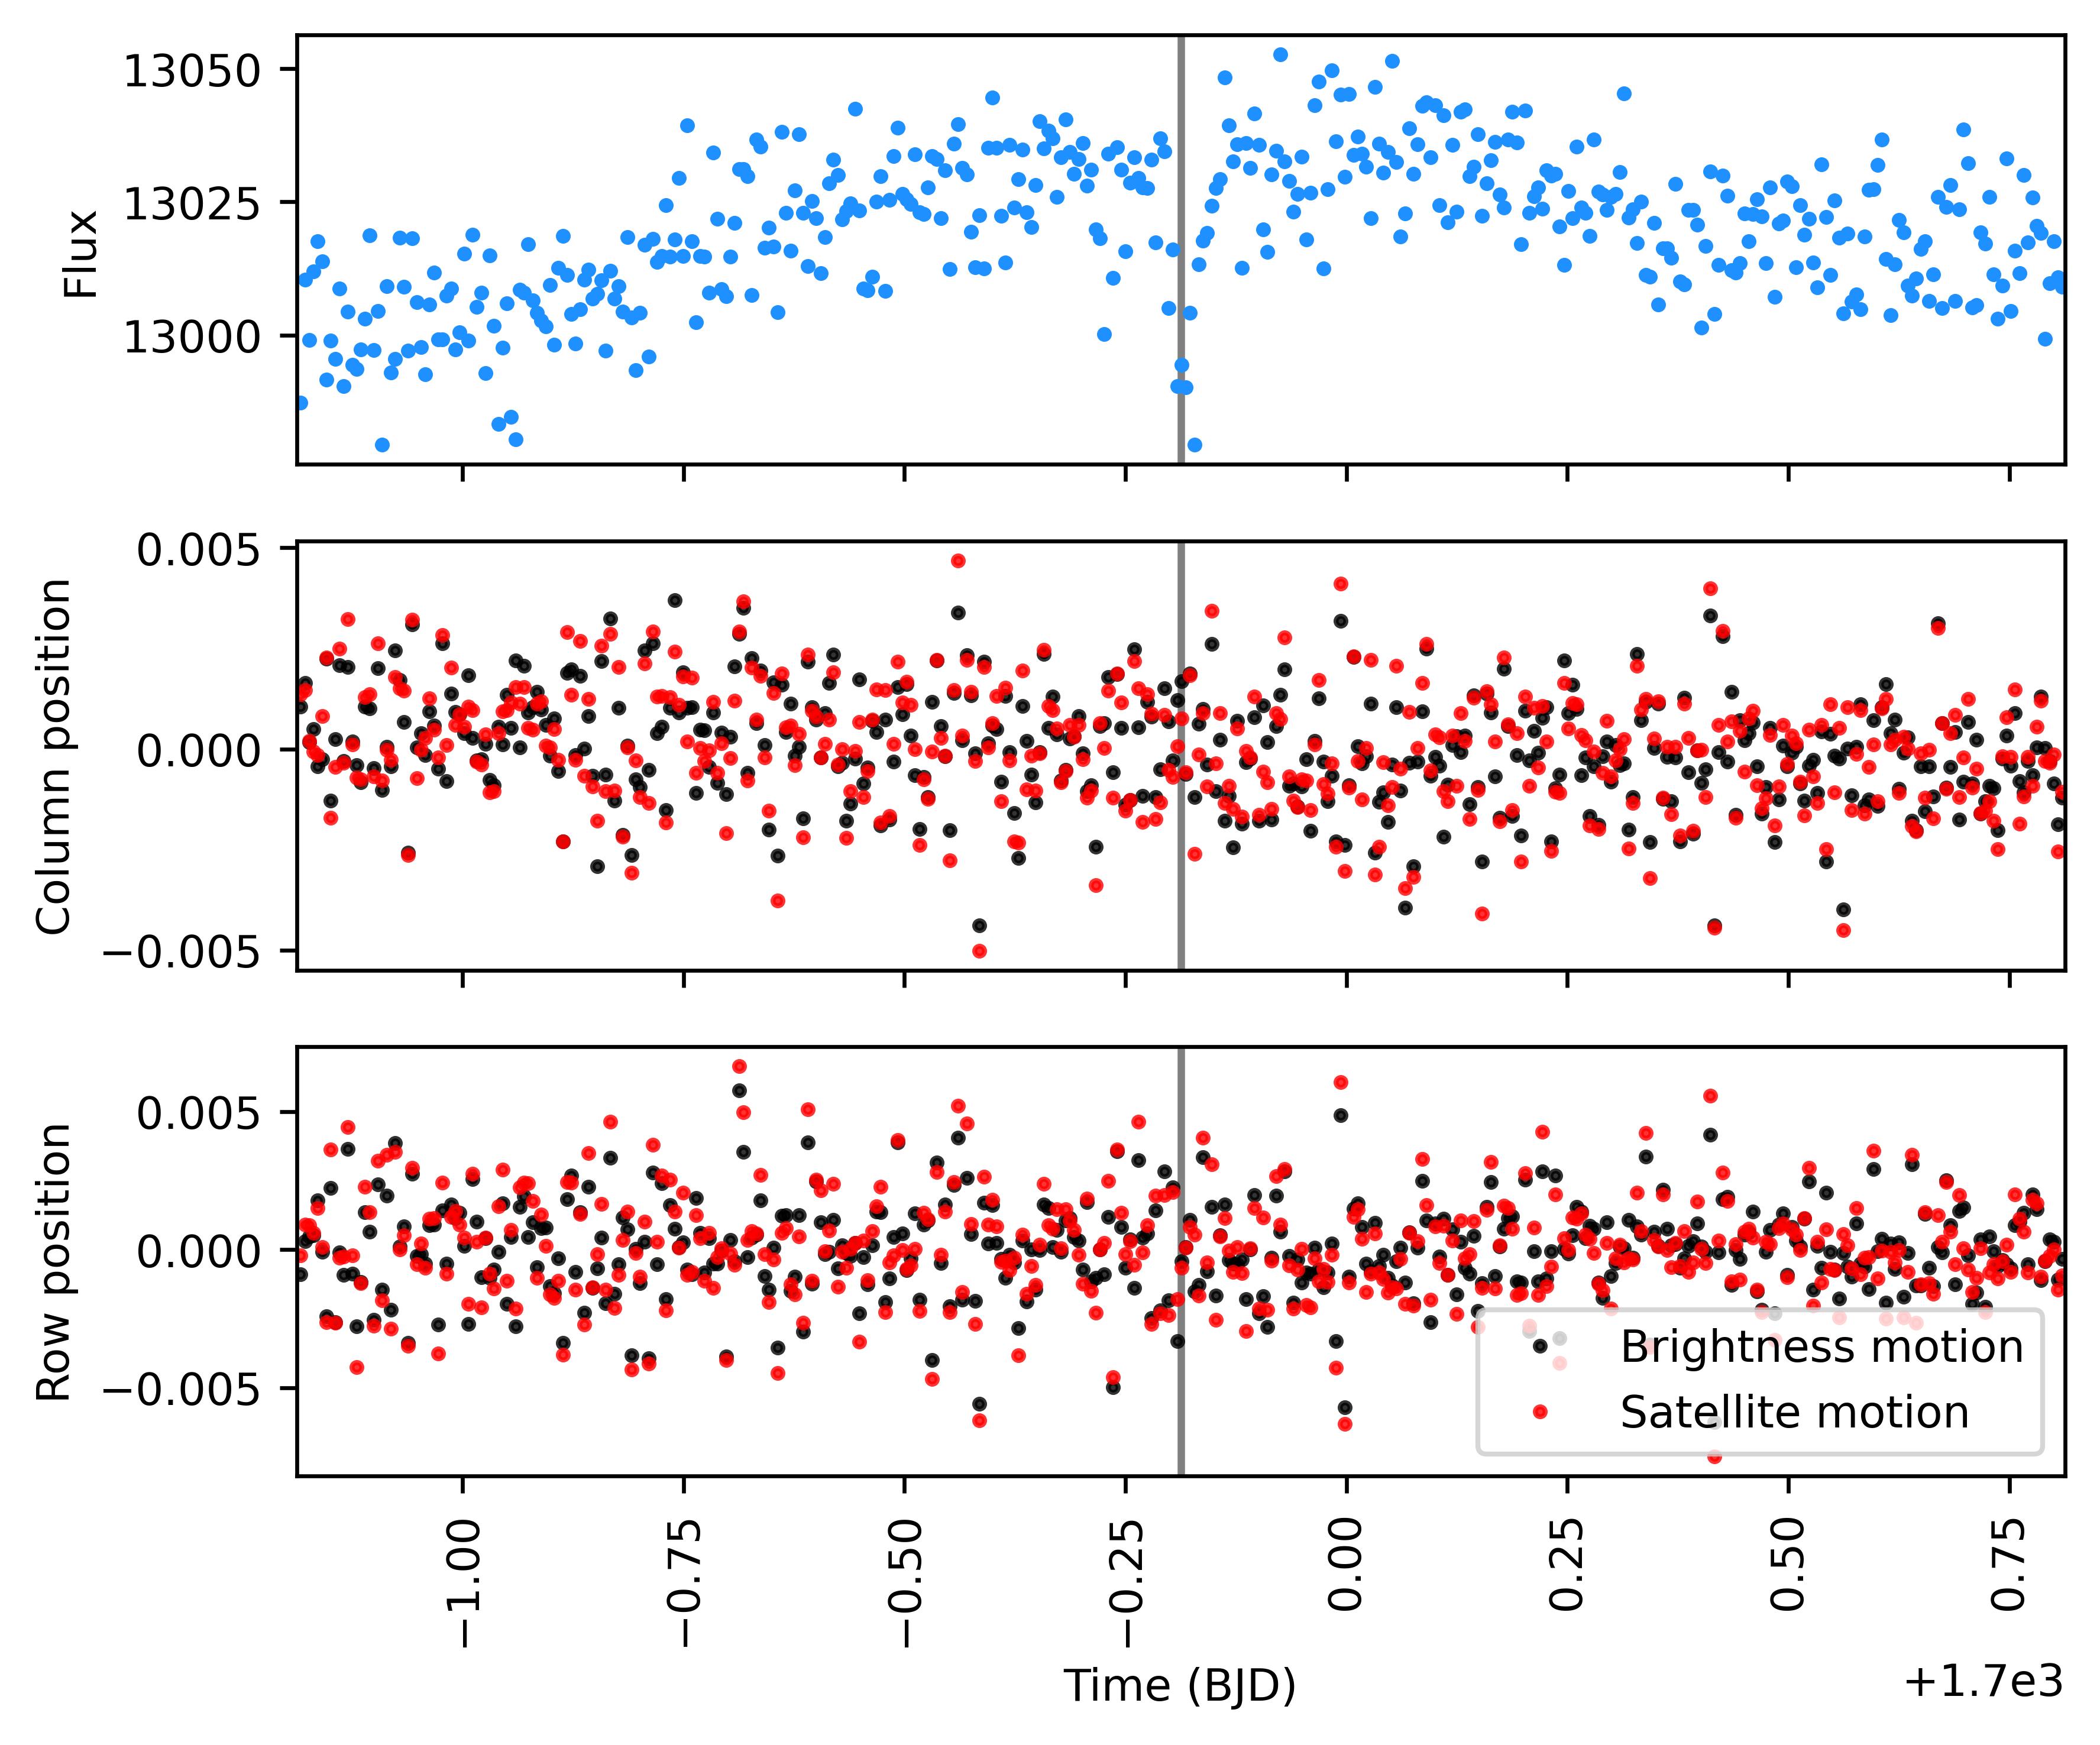 13050
13025
13000
Flux
0.005
0.000
−0.005
Column position
0.005
0.000
−0.005
Row position
Brightness motion
Satellite motion
−1.00
−0.75
−0.50
−0.25
0.00
0.25
0.50
0.75
Time (BJD)
+1.7e3